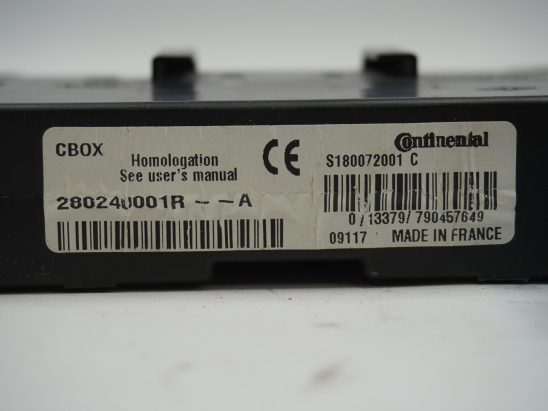 CBOX
Homologation
See user's manual
CE
Continental
S180072001 C
280240001R -- --A
0/13379/790457649
09117 MADE IN FRANCE